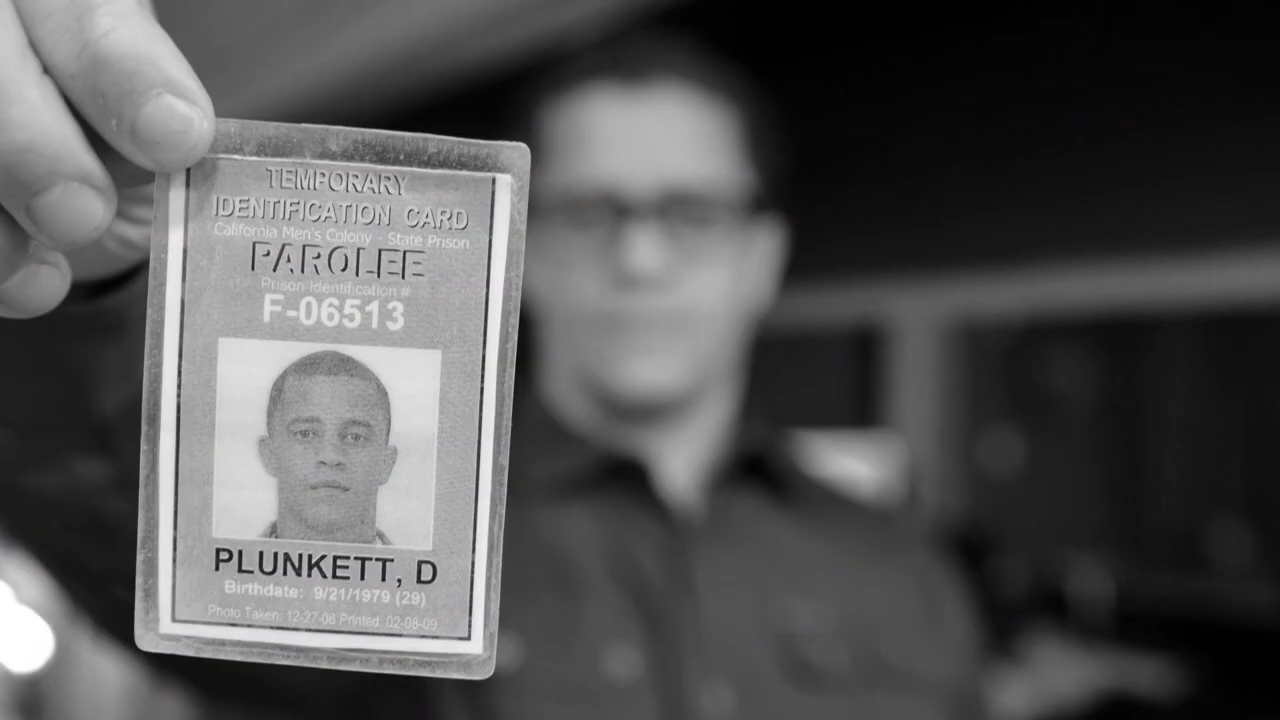 TEMPORARY
IDENTIFICATION CARD
California Men's Colony - State Prison
PAROLEE
Prison Identification #
F-06513
PLUNKETT, D
Birthdate: 9/21/1979 (29)
Photo Taken: 12-27-06 Printed: 02-08-09